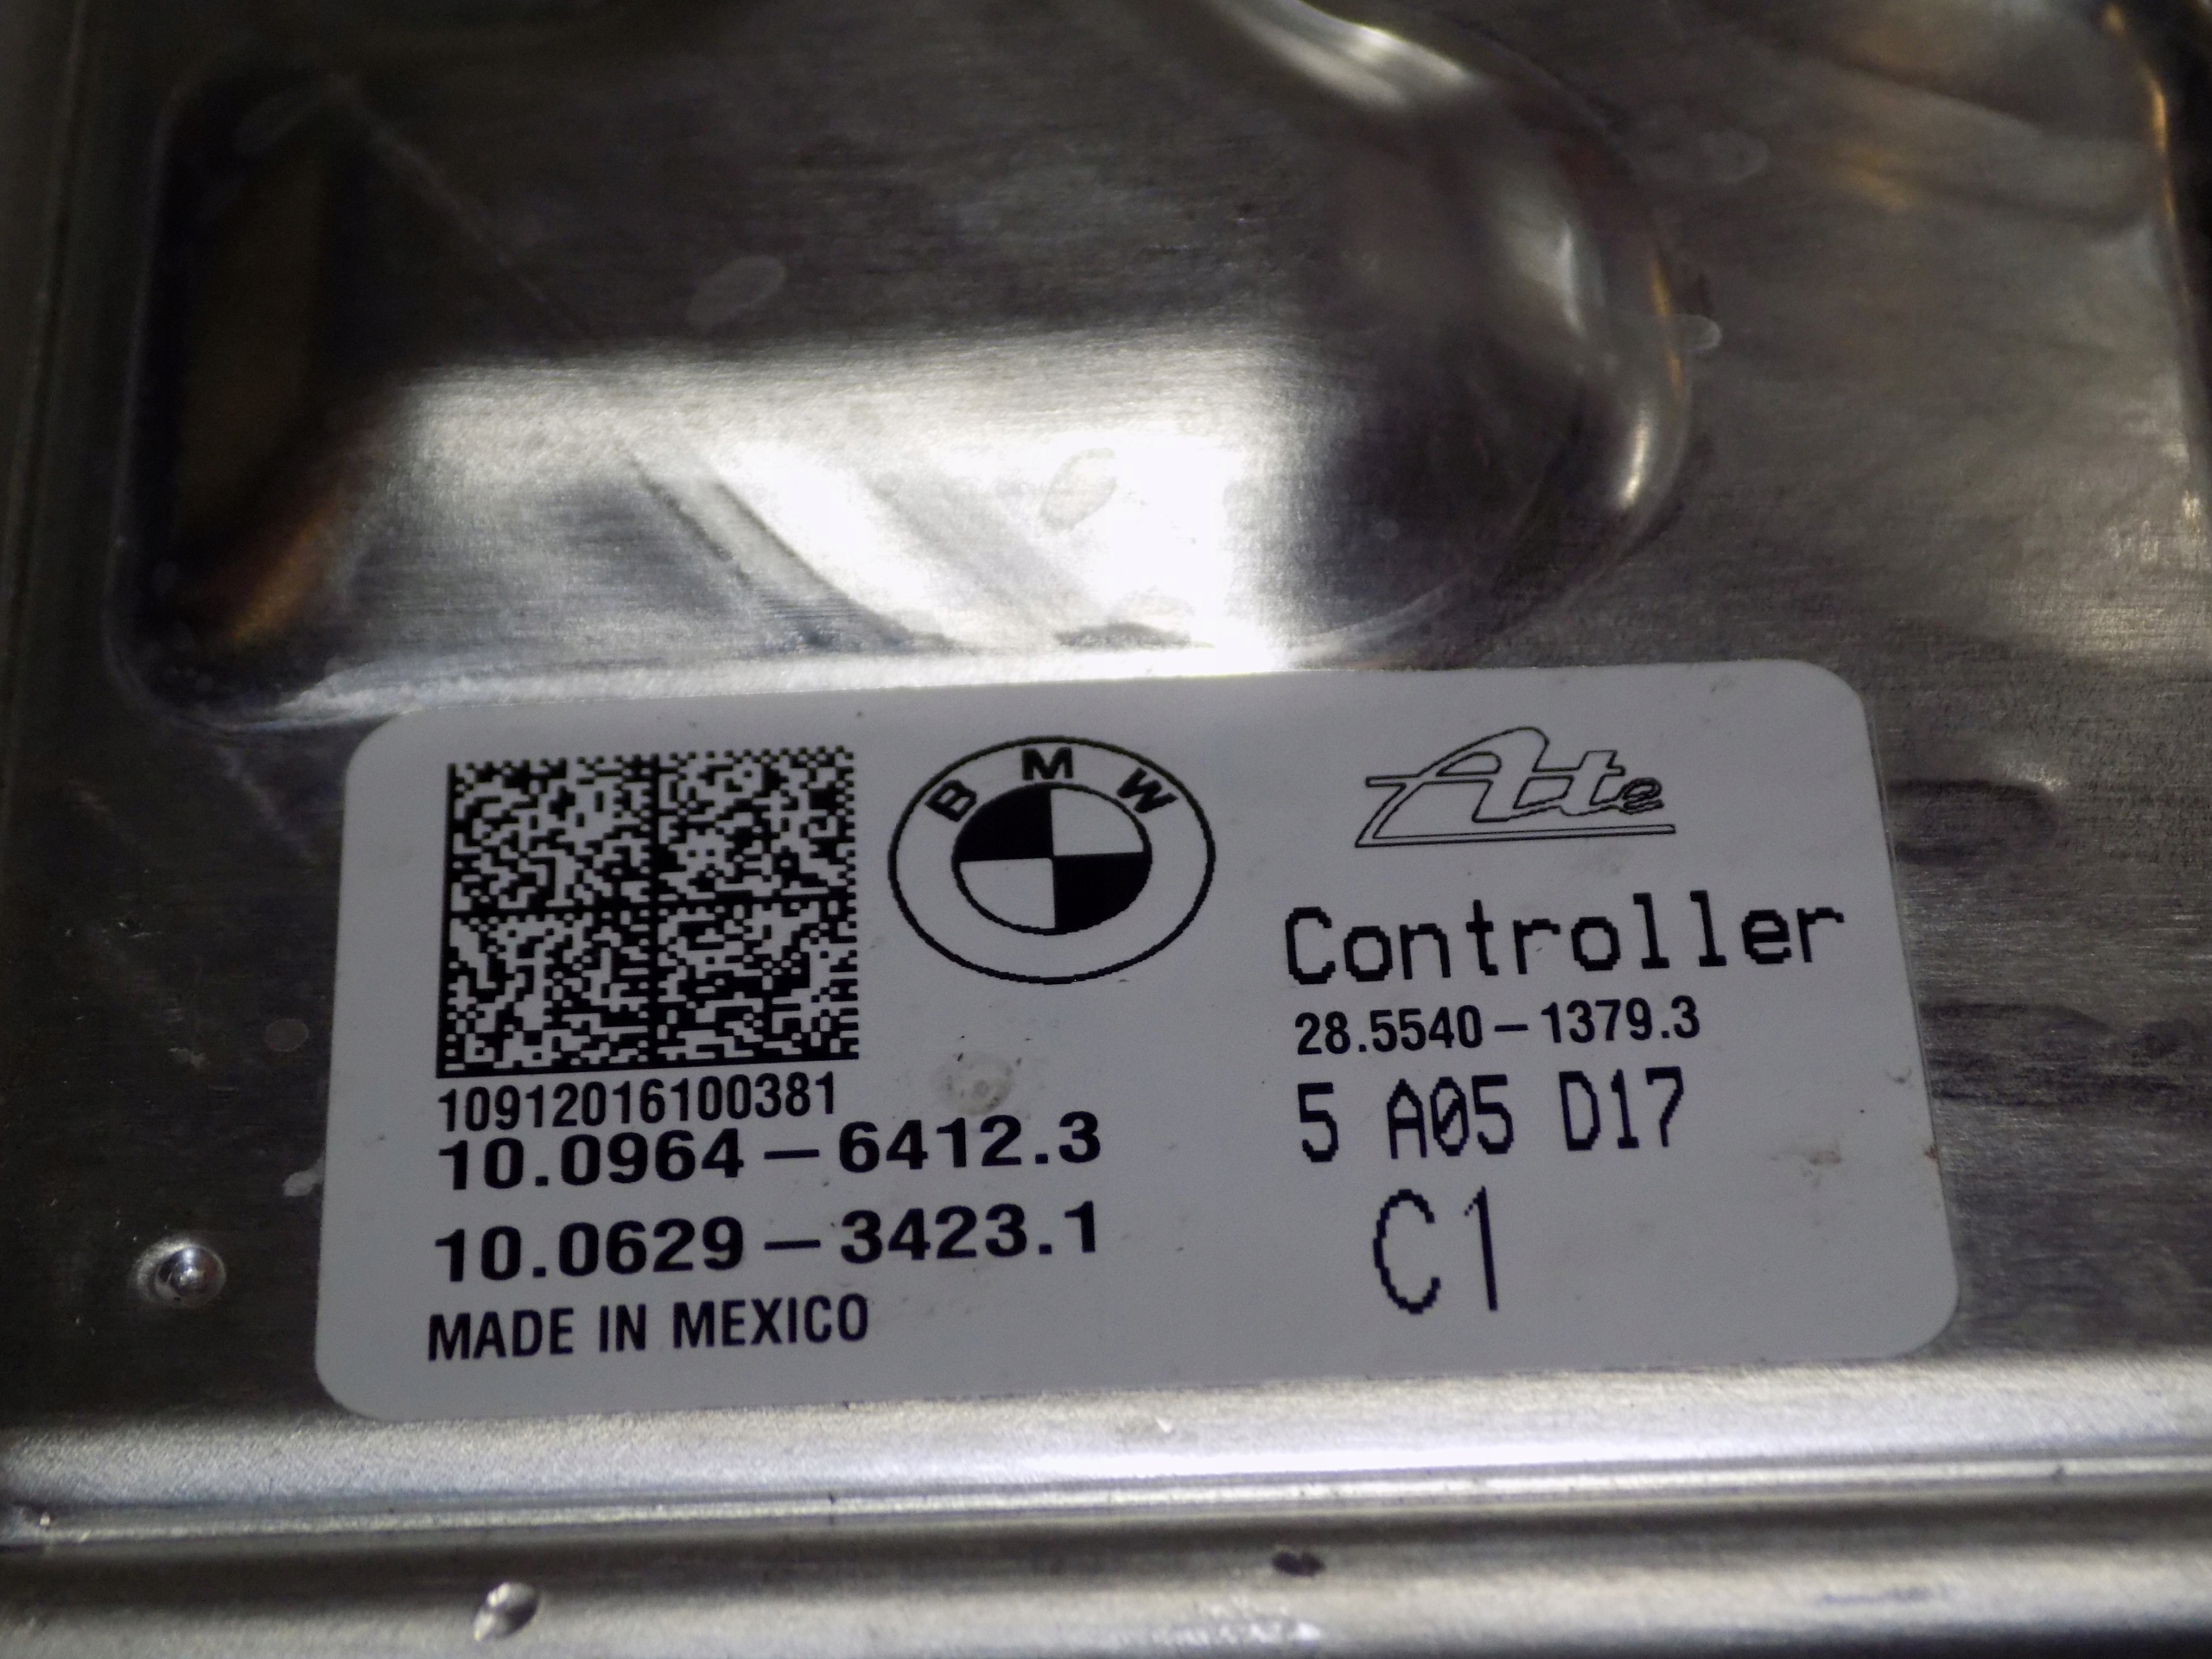 BMW
Ate
Controller
28.5540-1379.3
5 A05 D17
C1
10912016100381
10.0964-6412.3
10.0629-3423.1
MADE IN MEXICO